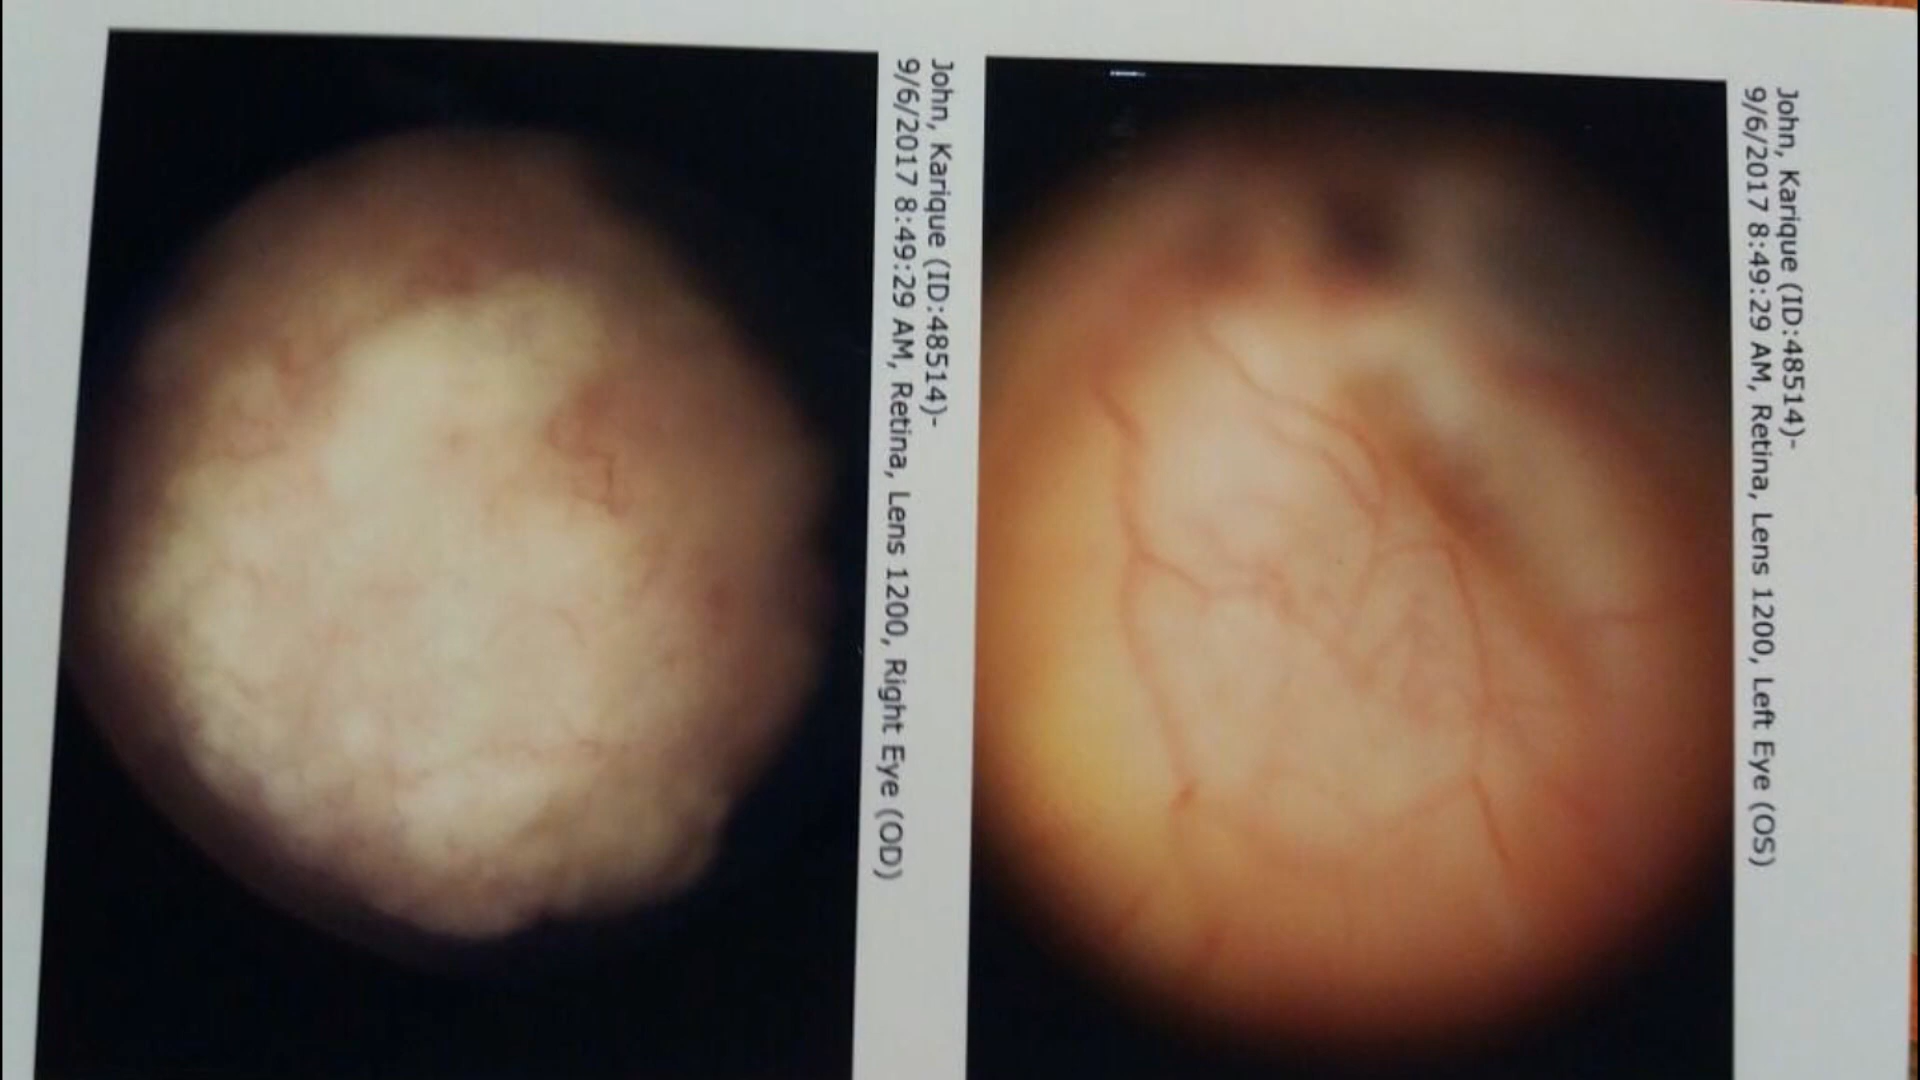 John, Karique (ID:48514)-
9/6/2017 8:49:29 AM, Retina, Lens 1200, Right Eye (OD)
John, Karique (ID:48514)-
9/6/2017 8:49:29 AM, Retina, Lens 1200, Left Eye (OS)